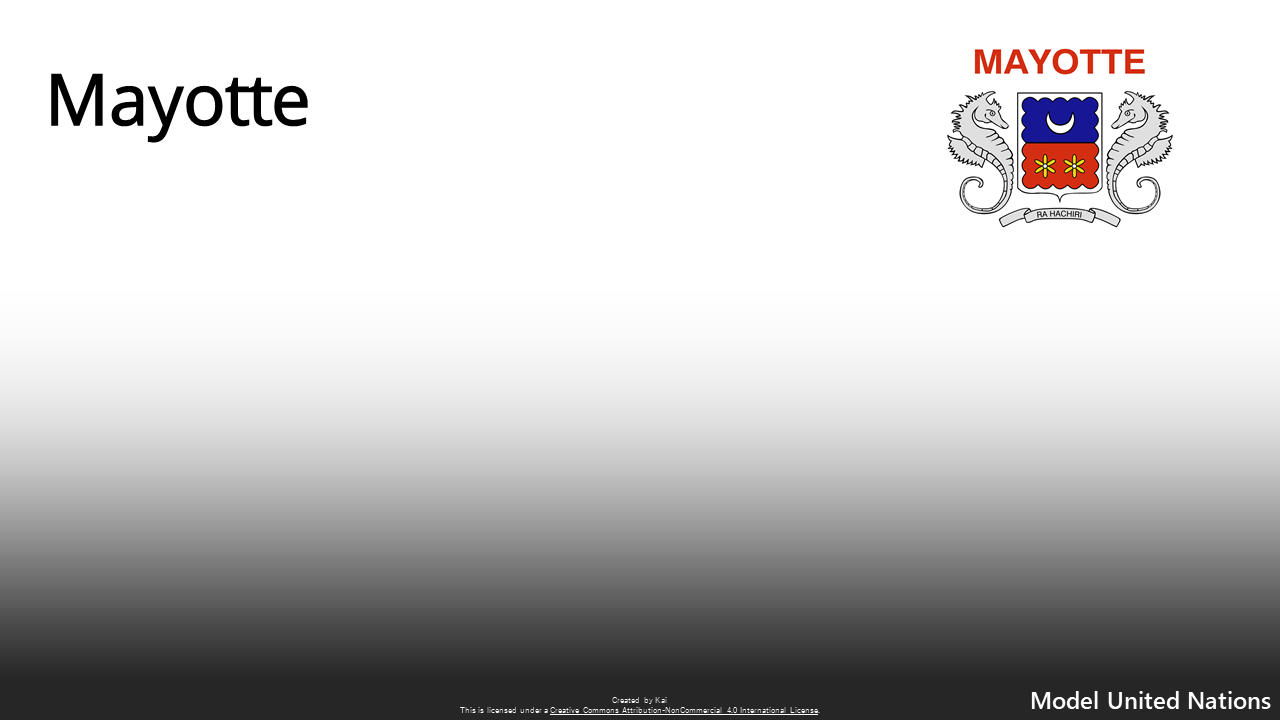 Mayotte
MAYOTTE
RA HACHIRI
Created by Kai
This is licensed under a Creative Commons Attribution-NonCommercial 4.0 International License.
Model United Nations